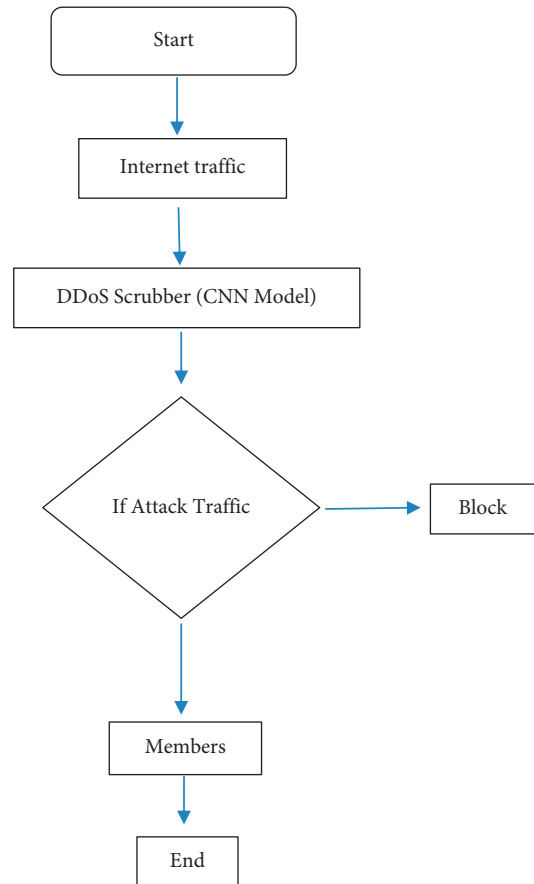 Start
Internet traffic
DDoS Scrubber (CNN Model)
If Attack Traffic
Block
Members
End